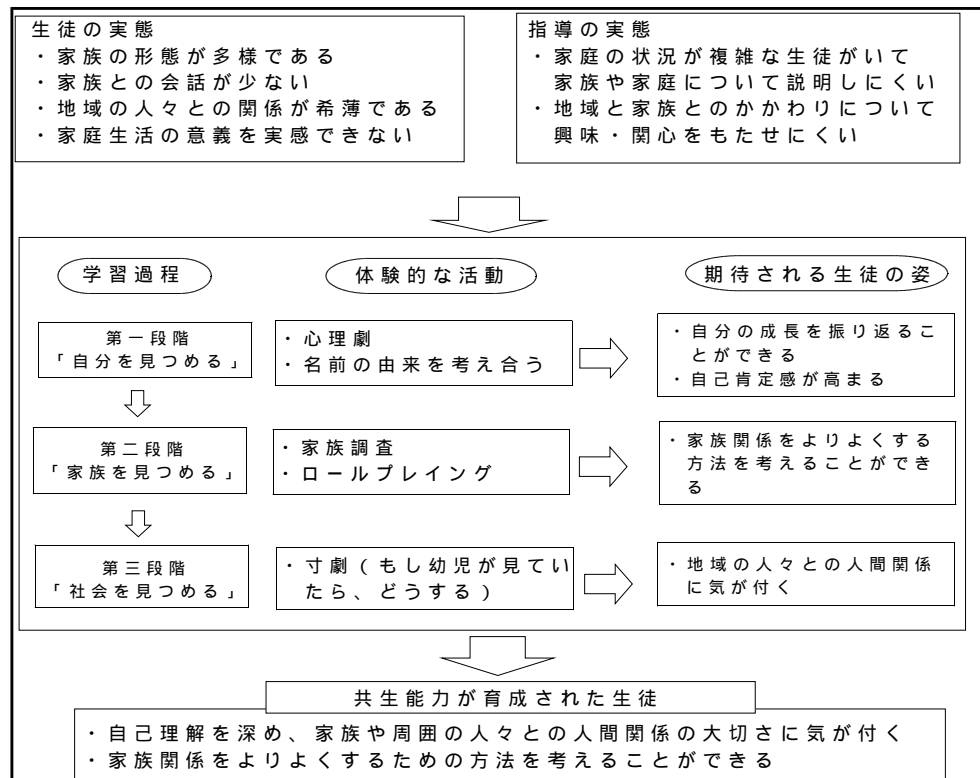 生徒の実態
・家族の形態が多様である
・家族との会話が少ない
・地域の人々との関係が希薄である
・家庭生活の意義を実感できない
指導の実態
・家庭の状況が複雑な生徒がいて
家族や家庭について説明しにくい
・地域と家族とのかかわりについて
興味・関心をもたせにくい
学習過程
体験的な活動
期待される生徒の姿
第一段階
「自分を見つめる」
・心理劇
・名前の由来を考え合う
・自分の成長を振り返るこ
とができる
・自己肯定感が高まる
第二段階
「家族を見つめる」
・家族調査
・ロールプレイング
・家族関係をよりよくする
方法を考えることができ
る
第三段階
「社会を見つめる」
・寸劇(もし幼児が見てい
たら、どうする)
・地域の人々との人間関係
に気が付く
共生能力が育成された生徒
・自己理解を深め、家族や周囲の人々との人間関係の大切さに気が付く
・家族関係をよりよくするための方法を考えることができる